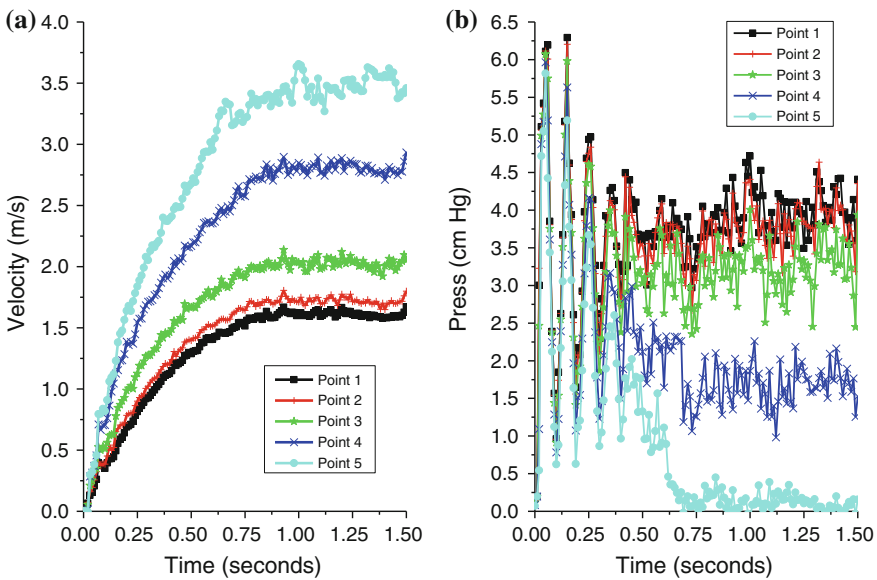 (a)
4.0
3.5
3.0
2.5
2.0
1.5
1.0
0.5
0.0
Velocity (m/s)
Point 1
Point 2
Point 3
Point 4
Point 5
0.00 0.25 0.50 0.75 1.00 1.25 1.50
Time (seconds)
(b)
6.5
6.0
5.5
5.0
4.5
4.0
3.5
3.0
2.5
2.0
1.5
1.0
0.5
0.0
Press (cm Hg)
Point 1
Point 2
Point 3
Point 4
Point 5
0.00 0.25 0.50 0.75 1.00 1.25 1.50
Time (seconds)